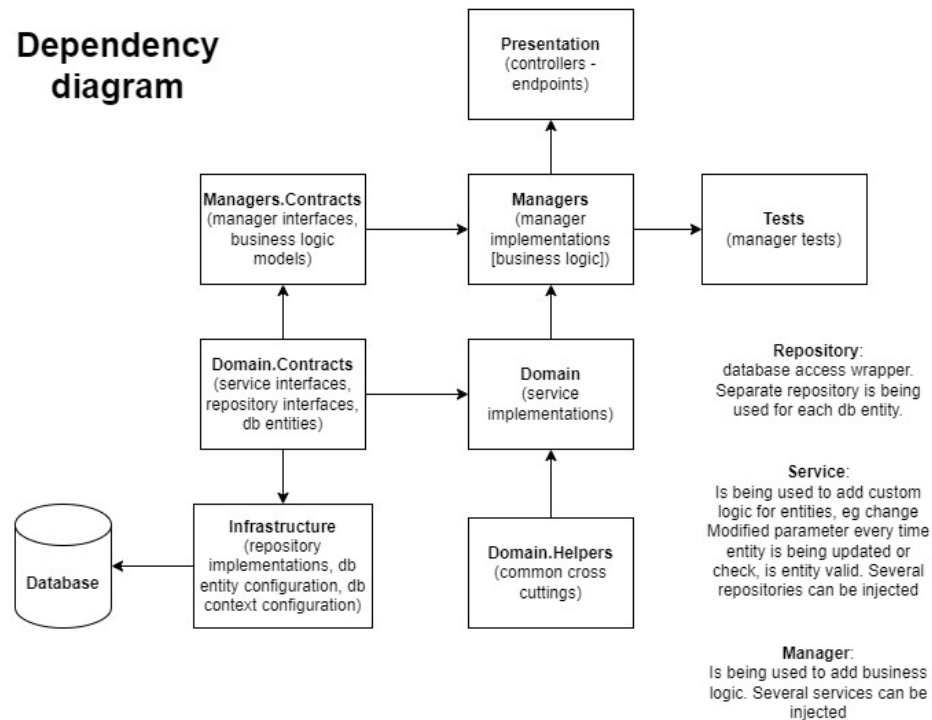 Dependency
diagram
Presentation
(controllers -
endpoints)
Managers.Contracts
(manager interfaces,
business logic
models)
Managers
(manager
implementations
[business logic])
Tests
(manager tests)
Domain.Contracts
(service interfaces,
repository interfaces,
db entities)
Domain
(service
implementations)
Repository:
database access wrapper.
Separate repository is being
used for each db entity.
Database
Infrastructure
(repository
implementations, db
entity configuration, db
context configuration)
Domain.Helpers
(common cross
cuttings)
Service:
Is being used to add custom
logic for entities, eg change
Modified parameter every time
entity is being updated or
check, is entity valid. Several
repositories can be injected
Manager:
Is being used to add business
logic. Several services can be
injected